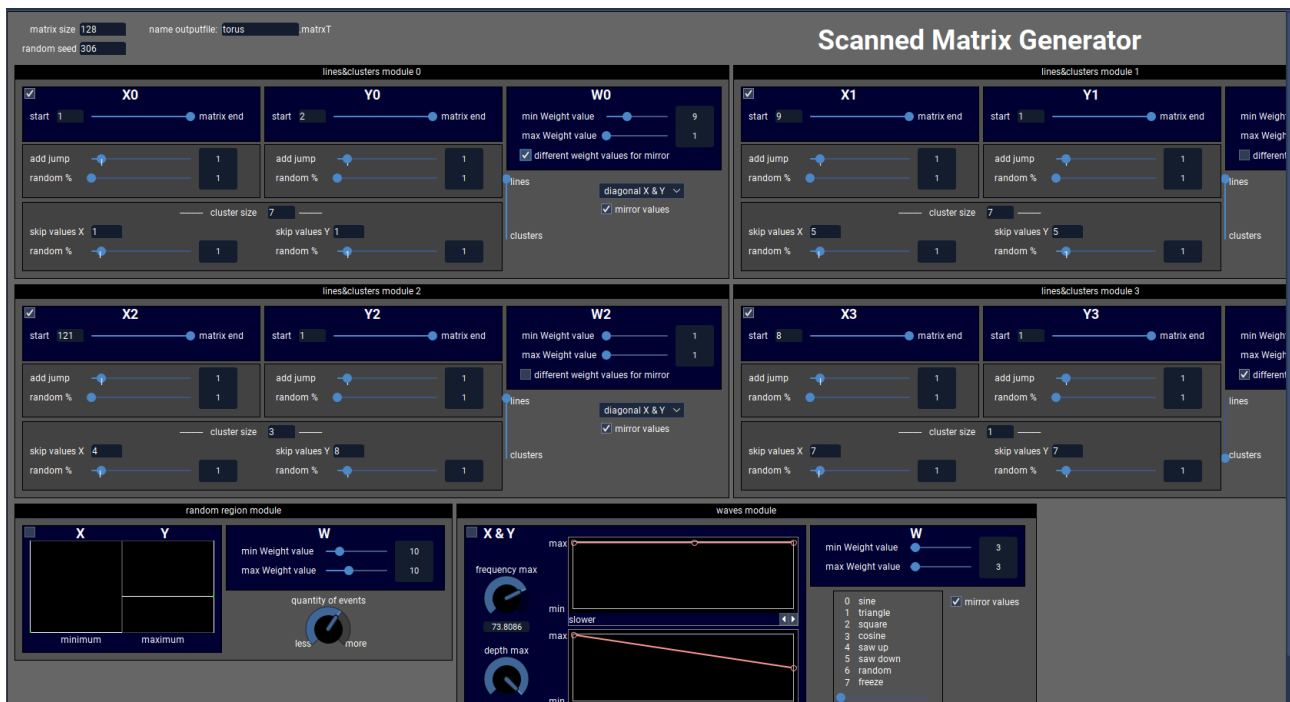 matrix size 128 name outputfile: torus .matrxT
random seed 306
Scanned Matrix Generator
lines&clusters module 0
X0 Y0 W0
start 1 matrix end start 2 matrix end min Weight value 9
max Weight value 1
add jump 1 add jump 1 different weight values for mirror
random % 1 random % 1 lines
diagonal X & Y
cluster size 7 mirror values
skip values X 1 skip values Y 1 clusters
random % 1 random % 1
lines&clusters module 1
X1 Y1
start 9 matrix end start 1 matrix end min Weigh
max Weigh
add jump 1 add jump 1 different
random % 1 random % 1 lines
cluster size 7
skip values X 5 skip values Y 5 clusters
random % 1 random % 1
lines&clusters module 2
X2 Y2 W2
start 121 matrix end start 1 matrix end min Weight value 1
max Weight value 1
add jump 1 add jump 1 different weight values for mirror
random % 1 random % 1 lines
diagonal X & Y
cluster size 3 mirror values
skip values X 4 skip values Y 8 clusters
random % 1 random % 1
lines&clusters module 3
X3 Y3
start 8 matrix end start 1 matrix end min Weigh
max Weigh
add jump 1 add jump 1 different
random % 1 random % 1 lines
cluster size 1
skip values X 7 skip values Y 7 clusters
random % 1 random % 1
random region module
X Y W
min Weight value 10
max Weight value 10
quantity of events
less more
minimum maximum
waves module
X & Y W
max
frequency max
73.8086
min
slower
max
depth max
min
min Weight value 3
max Weight value 3
0 sine
1 triangle
2 square
3 cosine
4 saw up
5 saw down
6 random
7 freeze
mirror values